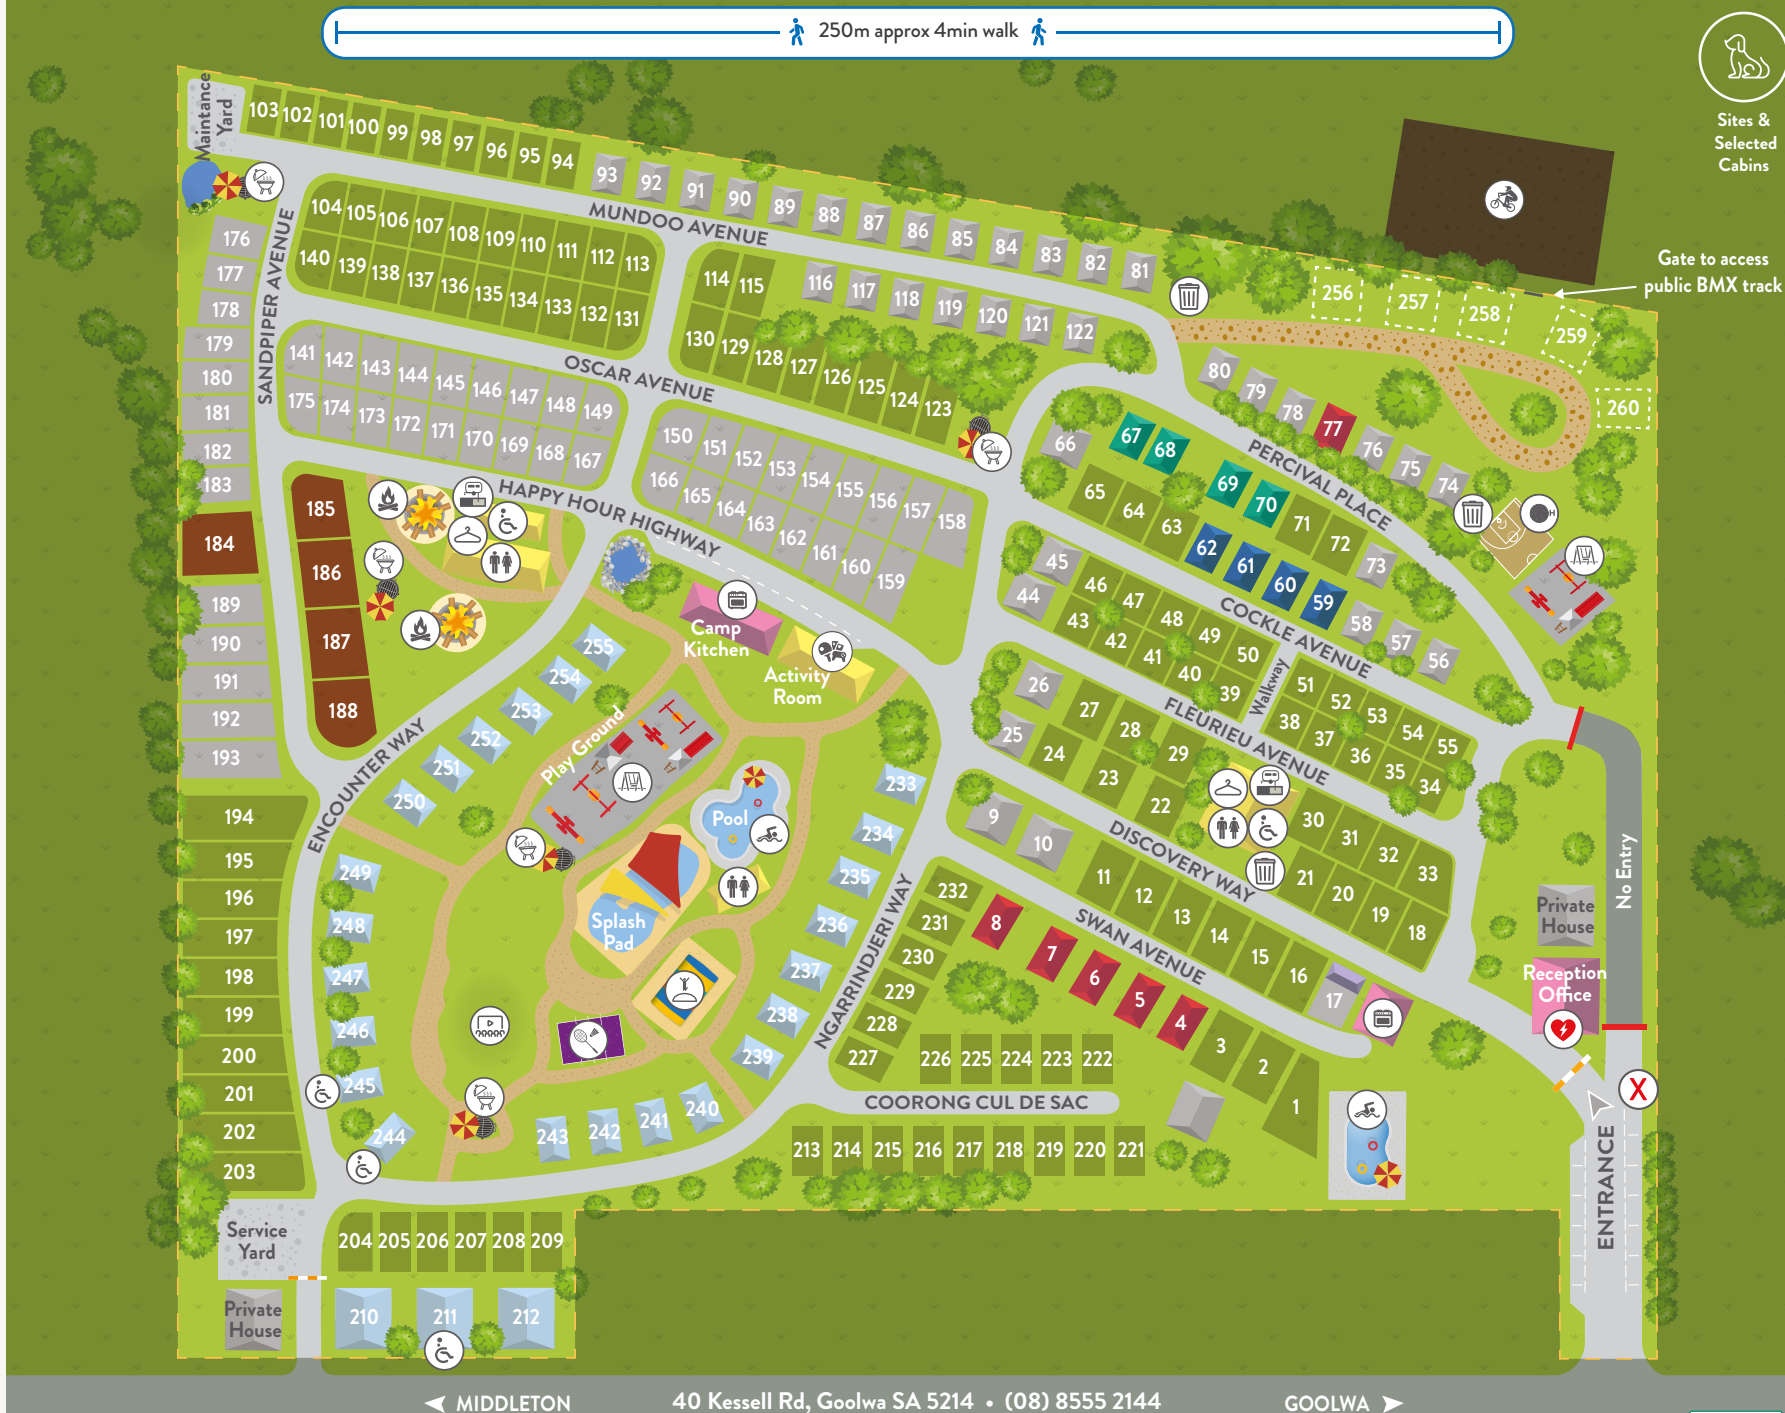 250m approx 4min walk
Sites &
Selected
Cabins
Maintance
Yard
103 102 101 100 99 98 97 96 95 94
93 92 91 90 89 88 87 86 85 84 83 82 81
MUNDOO AVENUE
104 105 106 107 108 109 110 111 112 113
140 139 138 137 136 135 134 133 132 131
114 115 116 117 118 119 120 121 122
130 129 128 127 126 125 124 123
256 257 258 259 260
Gate to access
public BMX track
SANDPIPER AVENUE
176
177
178
179
180
181
182
183
184
189
190
191
192
193
OSCAR AVENUE
141 142 143 144 145 146 147 148 149
175 174 173 172 171 170 169 168 167
150 151 152 153 154 155 156 157 158
166 165 164 163 162 161 160 159
HAPPY HOUR HIGHWAY
185
186
187
188
80 79 78 77 76 75 74
PERCIVAL PLACE
66 67 68 69 70 71 72 73
65 64 63 62 61 60 59 58 57 56
COCKLE AVENUE
45 46 47 48 49 50
44 43 42 41 40 39
Walkway
51 52 53 54 55
38 37 36 35 34
FLEURIEU AVENUE
26 27 28 29 30 31 32 33
25 24 23 22 21 20 19 18
DISCOVERY WAY
9 10 11 12 13 14 15 16 17
SWAN AVENUE
8 7 6 5 4 3 2 1
Camp
Kitchen
Activity
Room
Play Ground
Pool
Splash
Pad
ENCOUNTER WAY
255
254
253
252
251
250
249
248
247
246
245
244
243 242 241 240
239
238
237
236
235
234
233
NGARRINDJERI WAY
232
231
230
229
228
227
226 225 224 223 222
COORONG CUL DE SAC
213 214 215 216 217 218 219 220 221
194
195
196
197
198
199
200
201
202
203
Service
Yard
204 205 206 207 208 209
Private
House
210 211 212
No Entry
Private
House
Reception
Office
X
H
ENTRANCE
MIDDLETON
40 Kessell Rd, Goolwa SA 5214 • (08) 8555 2144
GOOLWA